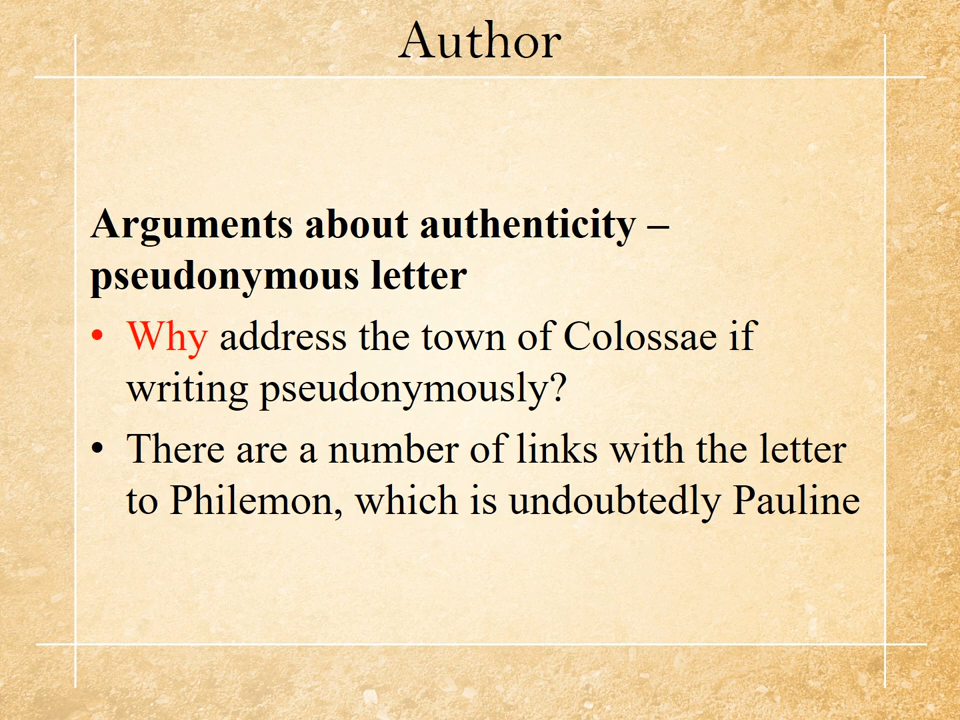 Author
Arguments about authenticity –
pseudonymous letter
• Why address the town of Colossae if
writing pseudonymously?
• There are a number of links with the letter
to Philemon, which is undoubtedly Pauline